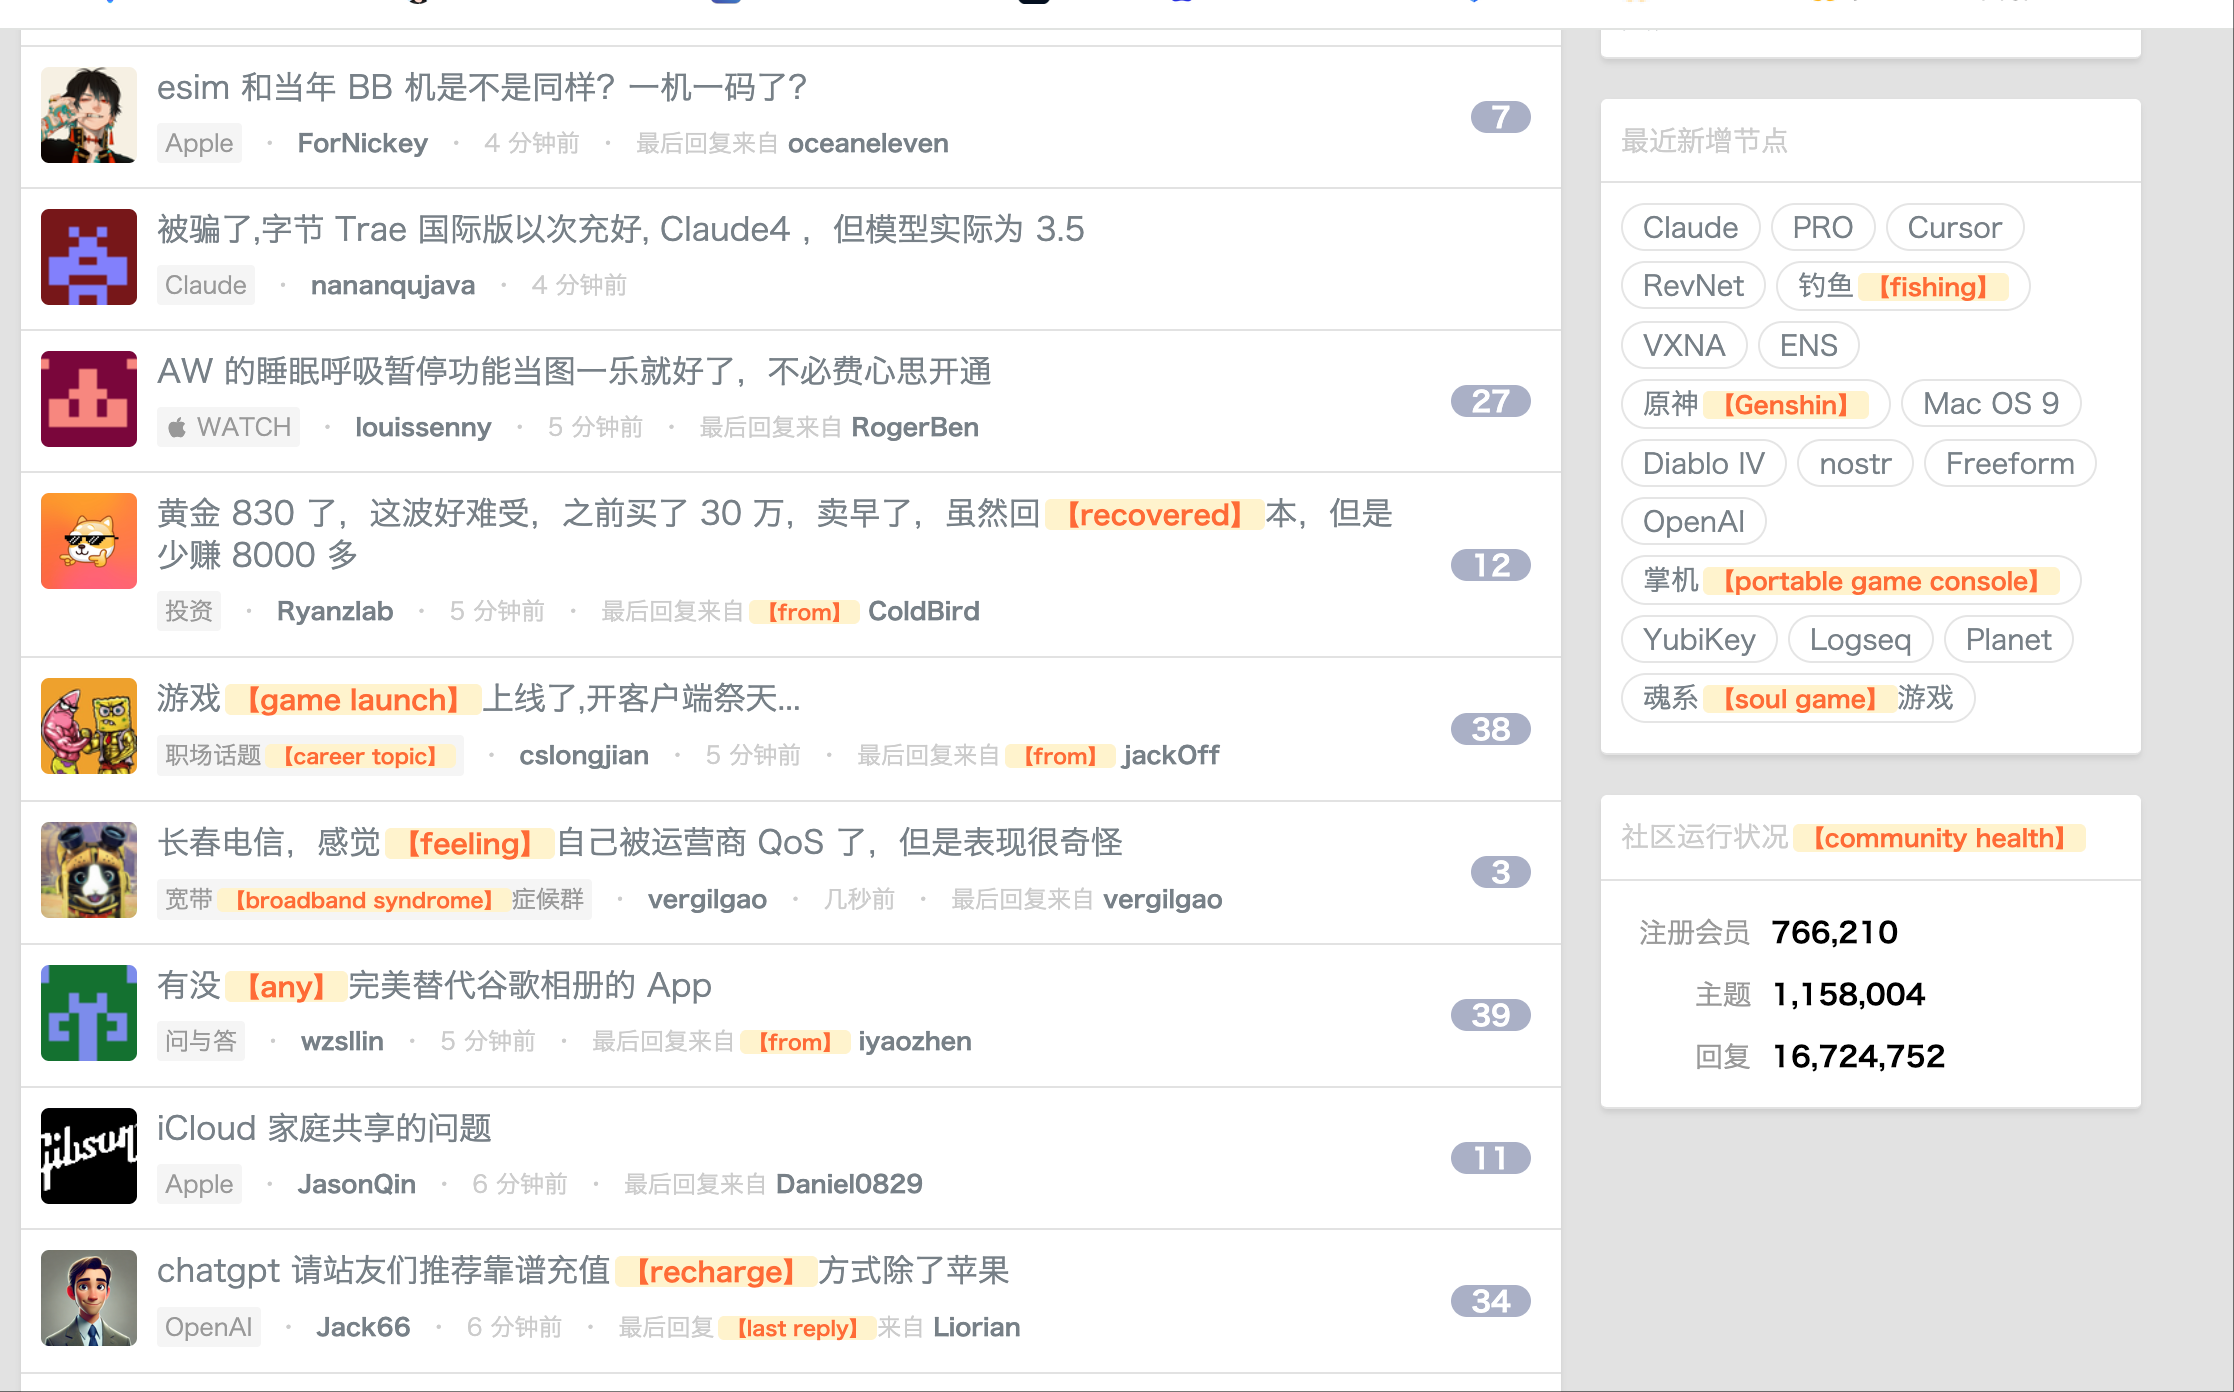 esim 和当年 BB 机是不是同样？一机一码了？
Apple · ForNickey · 4 分钟前 · 最后回复来自 oceaneleven
7
被骗了,字节 Trae 国际版以次充好, Claude4 ，但模型实际为 3.5
Claude · nananqujava · 4 分钟前
AW 的睡眠呼吸暂停功能当图一乐就好了，不必费心思开通
WATCH · louissenny · 5 分钟前 · 最后回复来自 RogerBen
27
黄金 830 了，这波好难受，之前买了 30 万，卖早了，虽然回【recovered】本，但是
少赚 8000 多
投资 · Ryanzlab · 5 分钟前 · 最后回复来自【from】 ColdBird
12
游戏【game launch】上线了,开客户端祭天...
职场话题【career topic】 · cslongjian · 5 分钟前 · 最后回复来自【from】 jackOff
38
长春电信，感觉【feeling】自己被运营商 QoS 了，但是表现很奇怪
宽带【broadband syndrome】症候群 · vergilgao · 几秒前 · 最后回复来自 vergilgao
3
有没【any】完美替代谷歌相册的 App
问与答 · wzsllin · 5 分钟前 · 最后回复来自【from】 iyaozhen
39
iCloud 家庭共享的问题
Apple · JasonQin · 6 分钟前 · 最后回复来自 Daniel0829
11
Gibson
chatgpt 请站友们推荐靠谱充值【recharge】方式除了苹果
OpenAI · Jack66 · 6 分钟前 · 最后回复【last reply】来自 Liorian
34
最近新增节点
Claude PRO Cursor
RevNet 钓鱼【fishing】
VXNA ENS
原神【Genshin】 Mac OS 9
Diablo IV nostr Freeform
OpenAI
掌机【portable game console】
YubiKey Logseq Planet
魂系【soul game】游戏
社区运行状况【community health】
注册会员 766,210
主题 1,158,004
回复 16,724,752